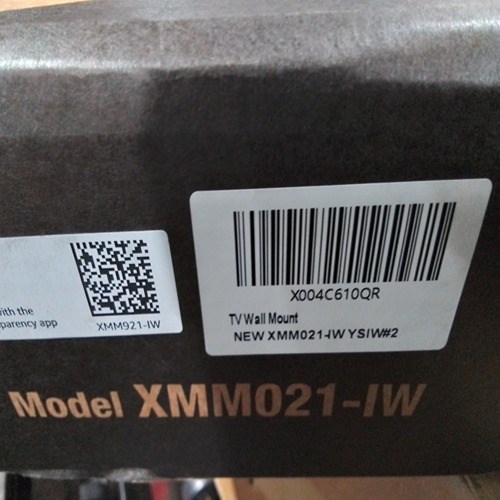 X004C610QR
TV Wall Mount
NEW XMM021-IW YSIW#2
with the
parency app
XMM921-IW
Model XMM021-IW